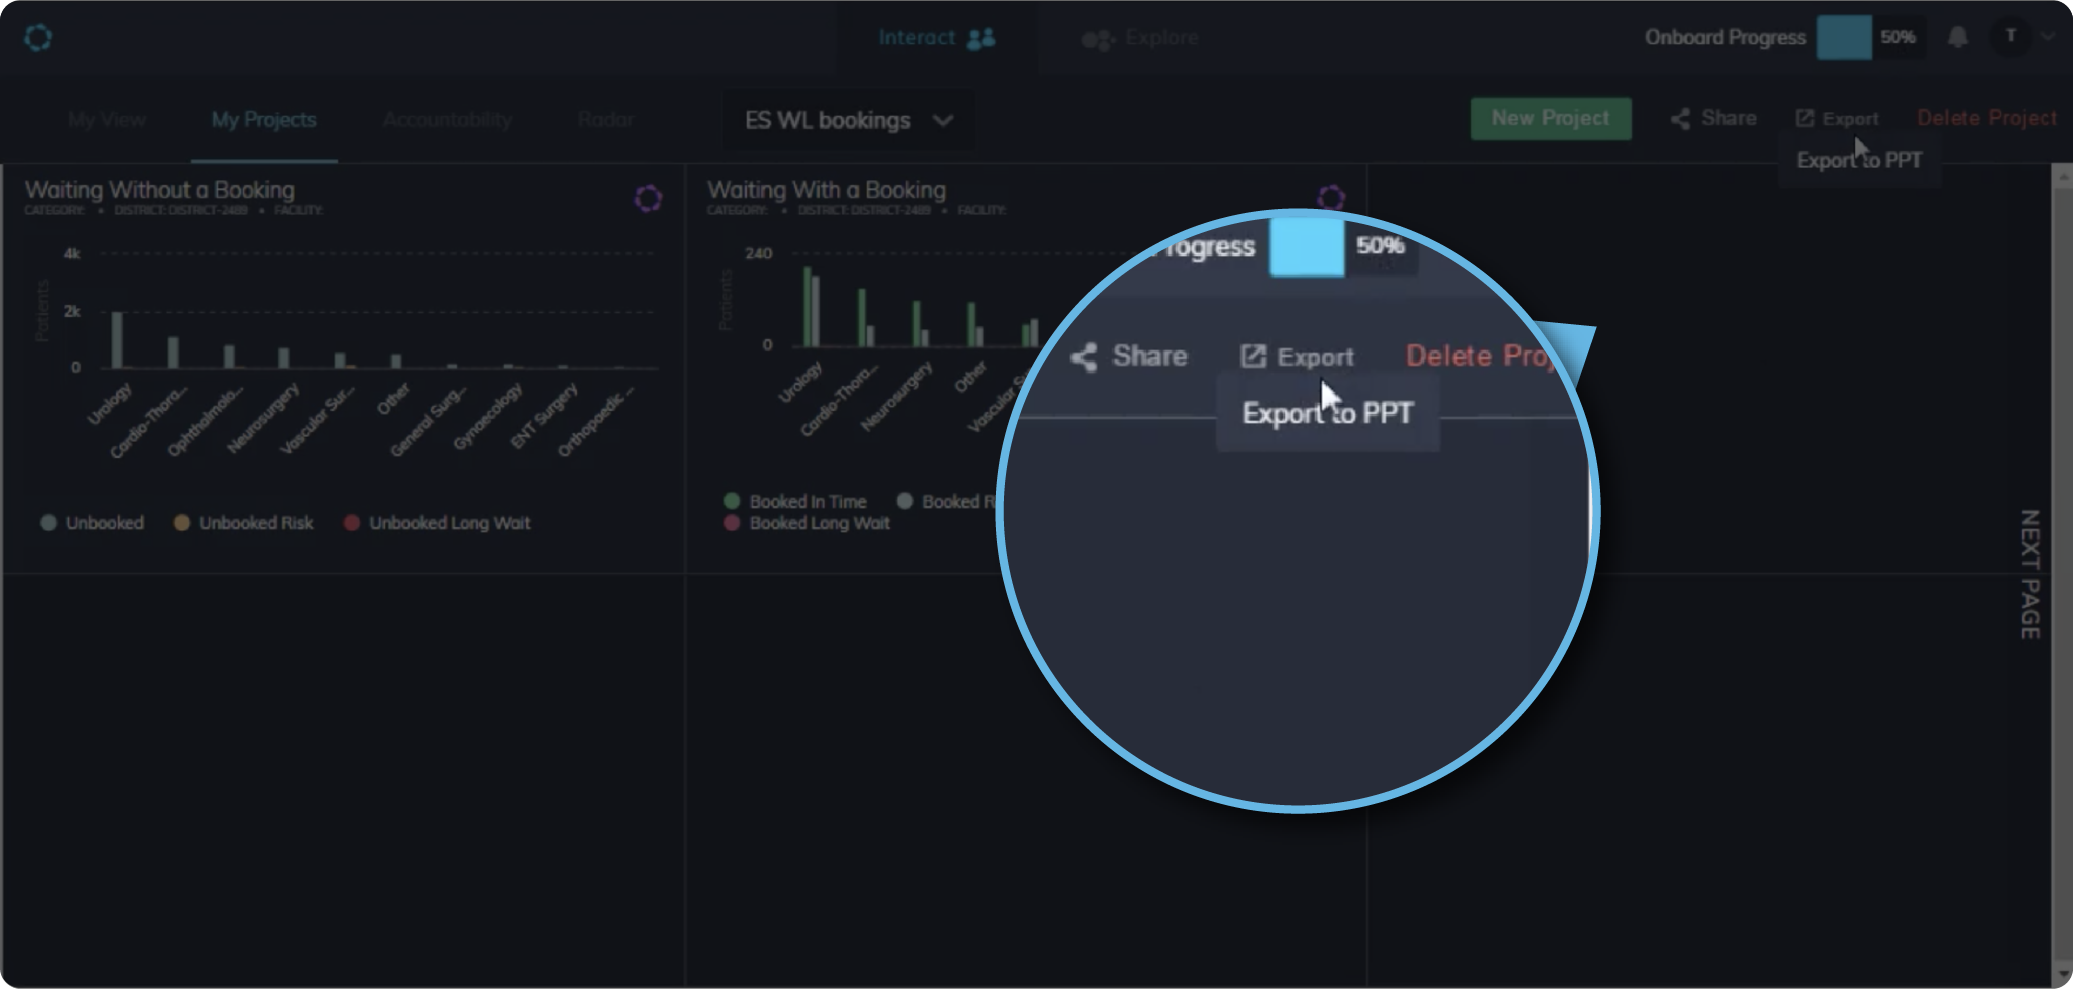 Interact
Explore
Onboard Progress
50%
T
My View
My Projects
Accountability
Radar
ES WL bookings
New Project
Share
Export
Delete Project
Export to PPT
Waiting Without a Booking
CATEGORY: • DISTRICT: DISTRICT-2489 • FACILITY:
Patients
4k
2k
0
Urology
Cardio-Thora...
Ophthalmolo...
Neurosurgery
Vascular Sur...
Other
General Surg...
Gynaecology
ENT Surgery
Orthopaedic ...
Unbooked
Unbooked Risk
Unbooked Long Wait
Waiting With a Booking
CATEGORY: • DISTRICT: DISTRICT-2489 • FACILITY:
Patients
240
0
Urology
Cardio-Thora...
Neurosurgery
Other
Vascular Su
Booked In Time
Booked R
Booked Long Wait
rogress
50%
Share
Export
Delete Proj
Export to PPT
NEXT PAGE